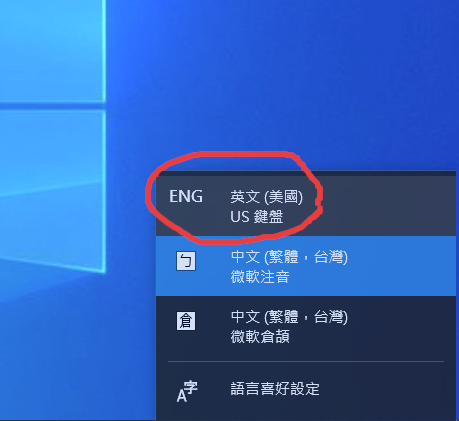 ENG 英文 (美國)
US 鍵盤
ㄅ 中文 (繁體，台灣)
微軟注音
倉 中文 (繁體，台灣)
微軟倉頡
A字 語言喜好設定